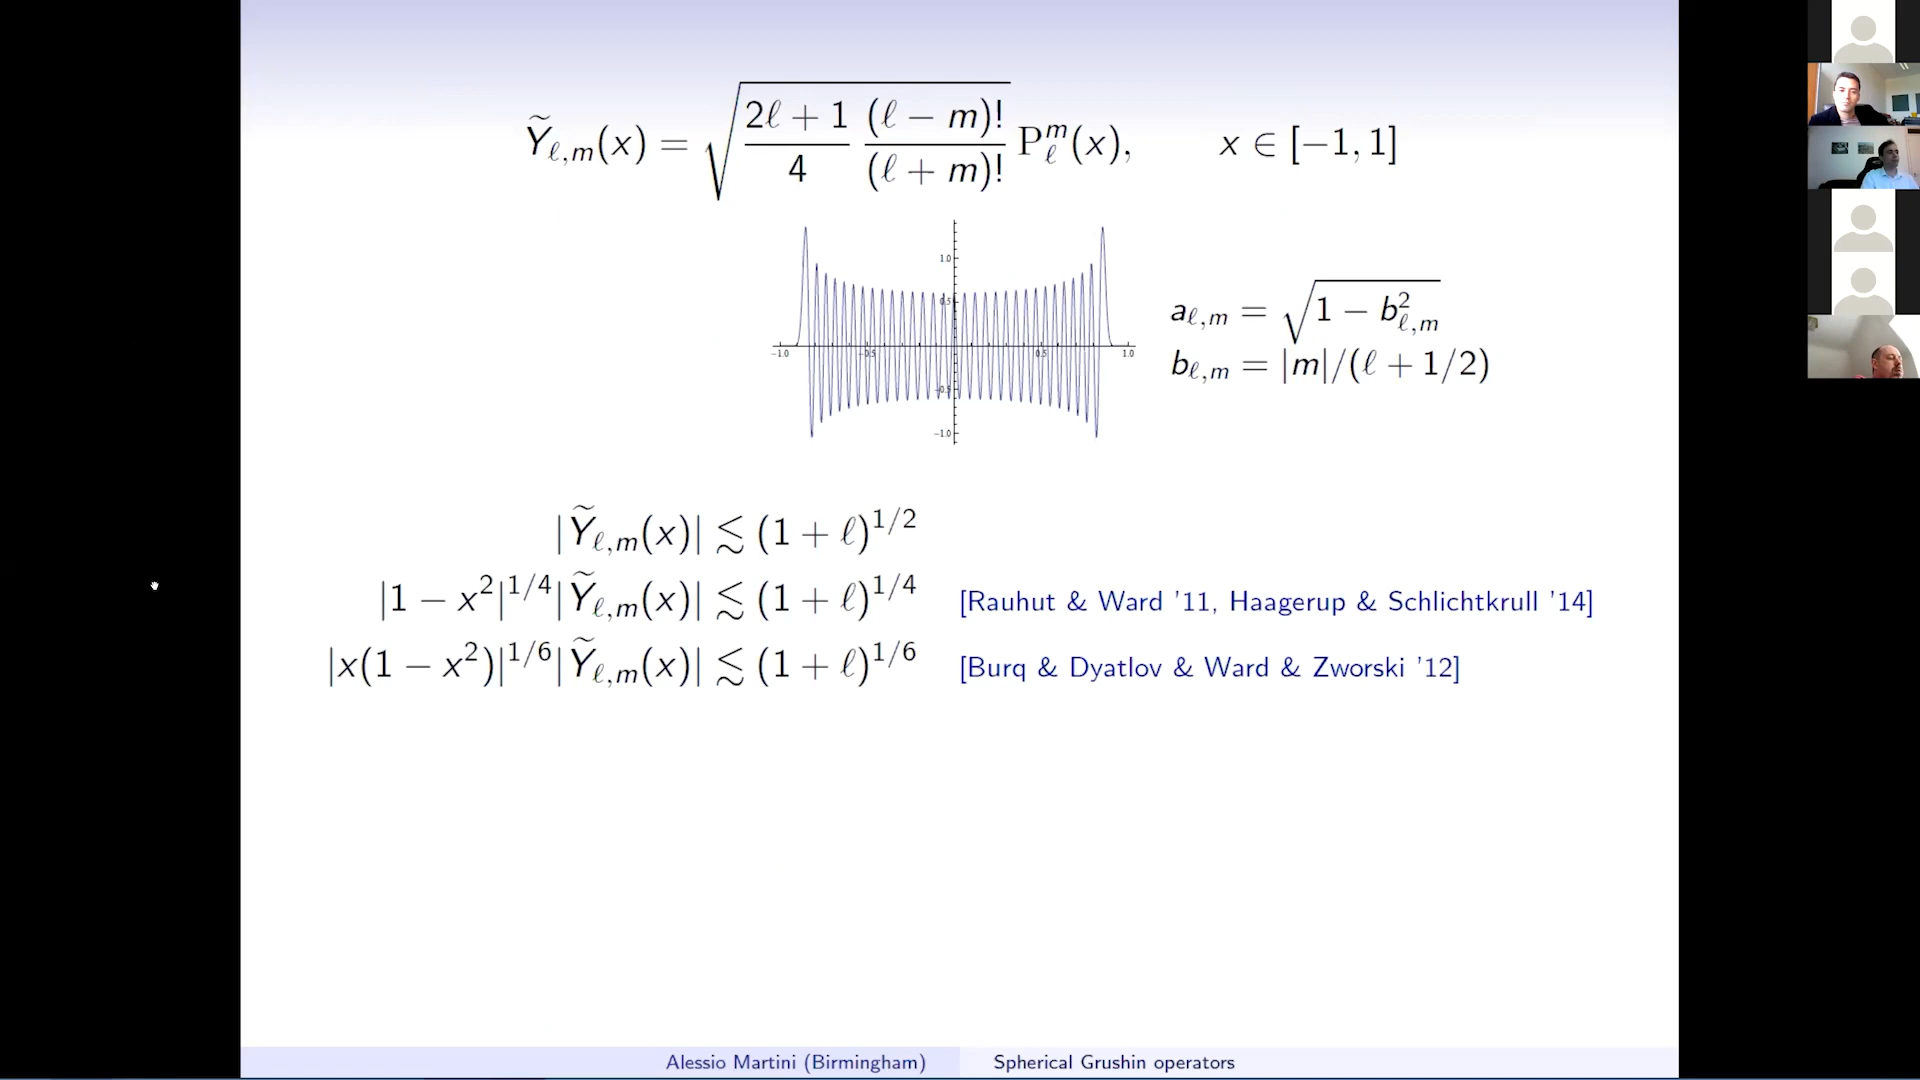 Ỹ_{ℓ,m}(x) = √((2ℓ + 1)/4 (ℓ − m)!/(ℓ + m)!) P_ℓ^m(x), x ∈ [−1, 1]
1.0
0.5
−1.0 −0.5 0.5 1.0
−0.5
−1.0
a_{ℓ,m} = √(1 − b²_{ℓ,m})
b_{ℓ,m} = |m|/(ℓ + 1/2)
|Ỹ_{ℓ,m}(x)| ≲ (1 + ℓ)^{1/2}
|1 − x²|^{1/4}|Ỹ_{ℓ,m}(x)| ≲ (1 + ℓ)^{1/4} [Rauhut & Ward '11, Haagerup & Schlichtkrull '14]
|x(1 − x²)|^{1/6}|Ỹ_{ℓ,m}(x)| ≲ (1 + ℓ)^{1/6} [Burq & Dyatlov & Ward & Zworski '12]
Alessio Martini (Birmingham) Spherical Grushin operators